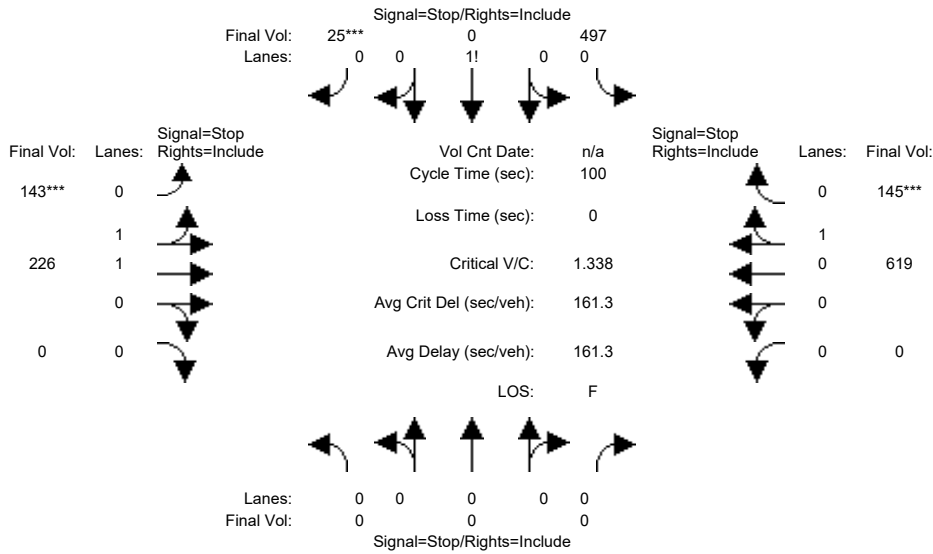 Signal=Stop/Rights=Include
Final Vol: 25*** 0 497
Lanes: 0 0 1! 0 0
Signal=Stop
Final Vol: Lanes: Rights=Include
Vol Cnt Date: n/a
Signal=Stop
Rights=Include Lanes: Final Vol:
Cycle Time (sec): 100
143*** 0
0 145***
Loss Time (sec): 0
1
1
226 1
Critical V/C: 1.338
0 619
0
Avg Crit Del (sec/veh): 161.3
0
0 0
Avg Delay (sec/veh): 161.3
0 0
LOS: F
Lanes: 0 0 0 0 0
Final Vol: 0 0 0
Signal=Stop/Rights=Include